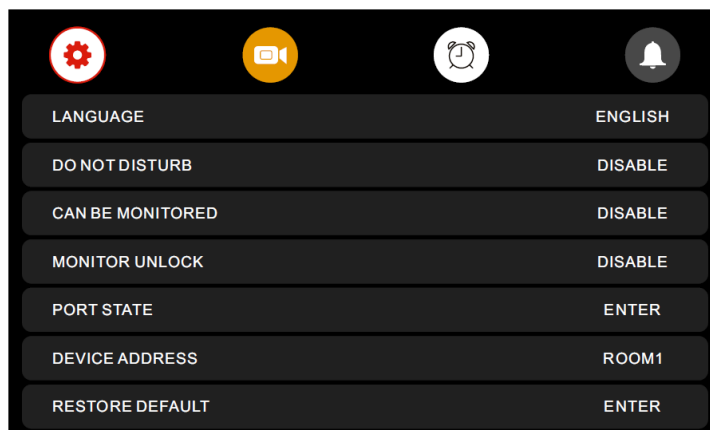 LANGUAGE ENGLISH
DO NOT DISTURB DISABLE
CAN BE MONITORED DISABLE
MONITOR UNLOCK DISABLE
PORT STATE ENTER
DEVICE ADDRESS ROOM1
RESTORE DEFAULT ENTER